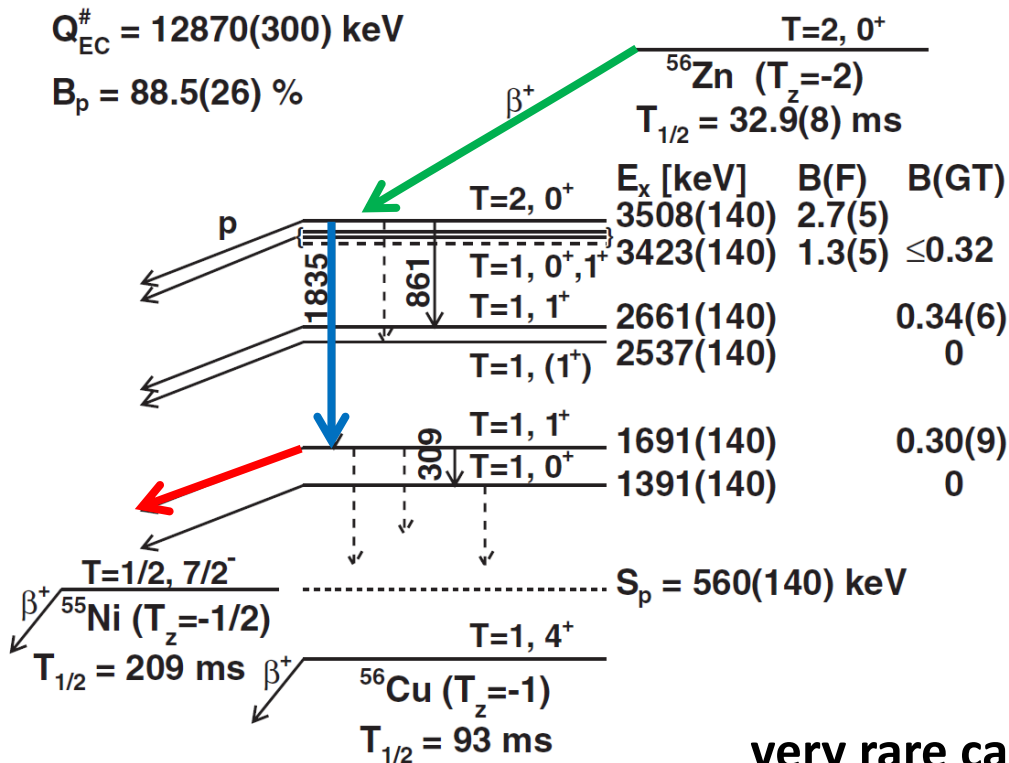 Q#EC = 12870(300) keV
Bp = 88.5(26) %
T=2, 0+
56Zn (Tz=-2)
T1/2 = 32.9(8) ms
β+
Ex [keV] B(F) B(GT)
T=2, 0+ 3508(140) 2.7(5)
p
3423(140) 1.3(5) ≤0.32
T=1, 0+,1+
1835
861
T=1, 1+ 2661(140) 0.34(6)
T=1, (1+) 2537(140) 0
T=1, 1+ 1691(140) 0.30(9)
309
T=1, 0+ 1391(140) 0
T=1/2, 7/2- Sp = 560(140) keV
β+ 55Ni (Tz=-1/2)
T1/2 = 209 ms
T=1, 4+
β+ 56Cu (Tz=-1)
T1/2 = 93 ms
very rare ca